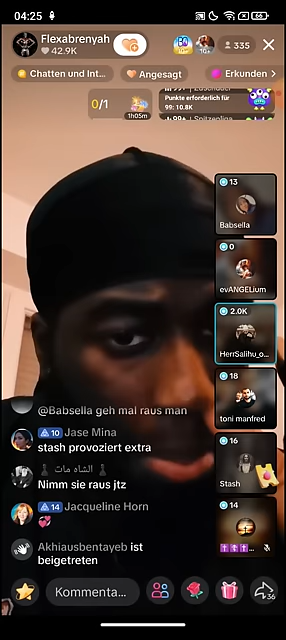 04:25
66
Flexabrenyah
42.9K
10+
335
Chatten und Int...
Angesagt
Erkunden
0/1
1h05m
Punkte erforderlich für
99: 10.8K
13
Babsella
0
evANGELium
2.0K
HerrSalihu_o...
18
toni manfred
16
Stash
14
@Babsella geh mal raus man
10 Jase Mina
stash provoziert extra
الشاه مات
Nimm sie raus jtz
14 Jacqueline Horn
💞
Akhiausbentayeb ist
beigetreten
Kommenta...
36